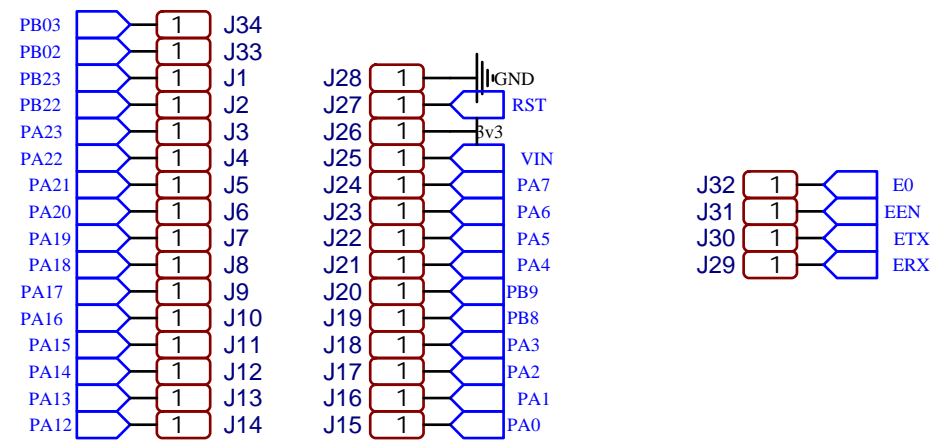 PB03 1 J34
PB02 1 J33
PB23 1 J1
PB22 1 J2
PA23 1 J3
PA22 1 J4
PA21 1 J5
PA20 1 J6
PA19 1 J7
PA18 1 J8
PA17 1 J9
PA16 1 J10
PA15 1 J11
PA14 1 J12
PA13 1 J13
PA12 1 J14
J28 1 GND
J27 1 RST
J26 1 3v3
J25 1 VIN
J24 1 PA7
J23 1 PA6
J22 1 PA5
J21 1 PA4
J20 1 PB9
J19 1 PB8
J18 1 PA3
J17 1 PA2
J16 1 PA1
J15 1 PA0
J32 1 E0
J31 1 EEN
J30 1 ETX
J29 1 ERX